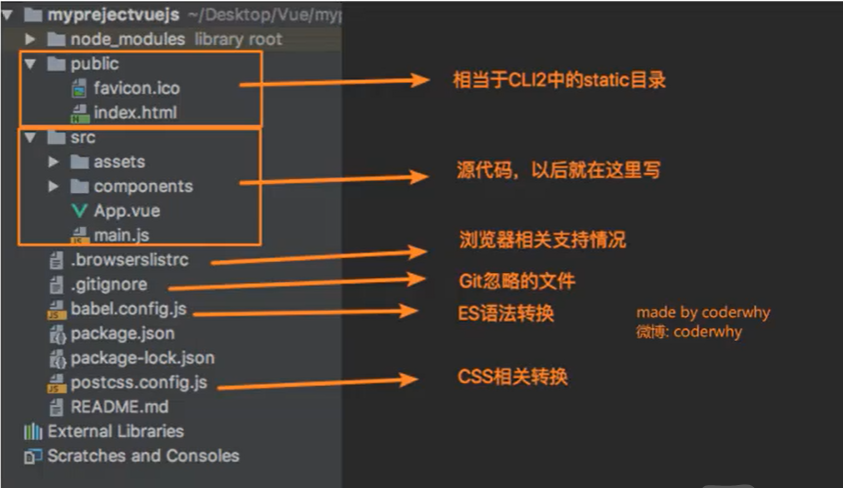 myprejectvuejs ~/Desktop/Vue/myp
node_modules library root
public
favicon.ico
index.html
相当于CLI2中的static目录
src
assets
components
App.vue
main.js
源代码，以后就在这里写
.browserslistrc
浏览器相关支持情况
.gitignore
Git忽略的文件
babel.config.js
ES语法转换
made by coderwhy
微博: coderwhy
package.json
package-lock.json
postcss.config.js
CSS相关转换
README.md
External Libraries
Scratches and Consoles